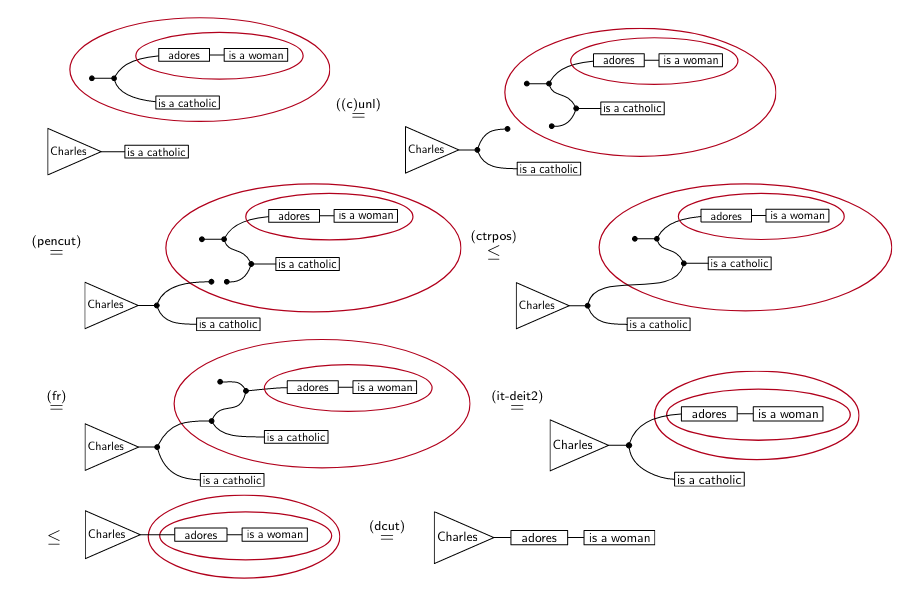 adores is a woman
is a catholic
Charles is a catholic
((c)unl)
=
adores is a woman
is a catholic
Charles
is a catholic
(pencut)
=
adores is a woman
is a catholic
Charles
is a catholic
(ctrpos)
≤
adores is a woman
is a catholic
Charles
is a catholic
(fr)
=
adores is a woman
is a catholic
Charles
is a catholic
(it-deit2)
=
adores is a woman
Charles
is a catholic
≤
Charles adores is a woman
(dcut)
=
Charles adores is a woman